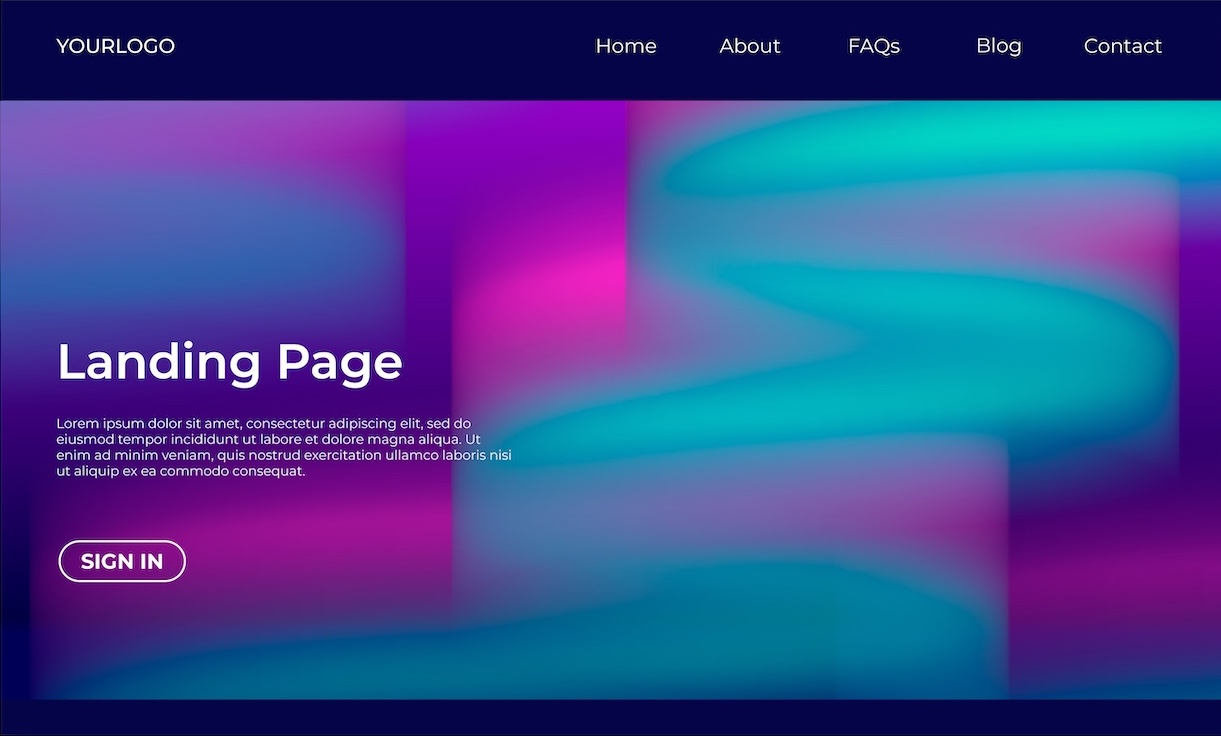 YOURLOGO
Home
About
FAQs
Blog
Contact
Landing Page
Lorem ipsum dolor sit amet, consectetur adipiscing elit, sed do
eiusmod tempor incididunt ut labore et dolore magna aliqua. Ut
enim ad minim veniam, quis nostrud exercitation ullamco laboris nisi
ut aliquip ex ea commodo consequat.
SIGN IN